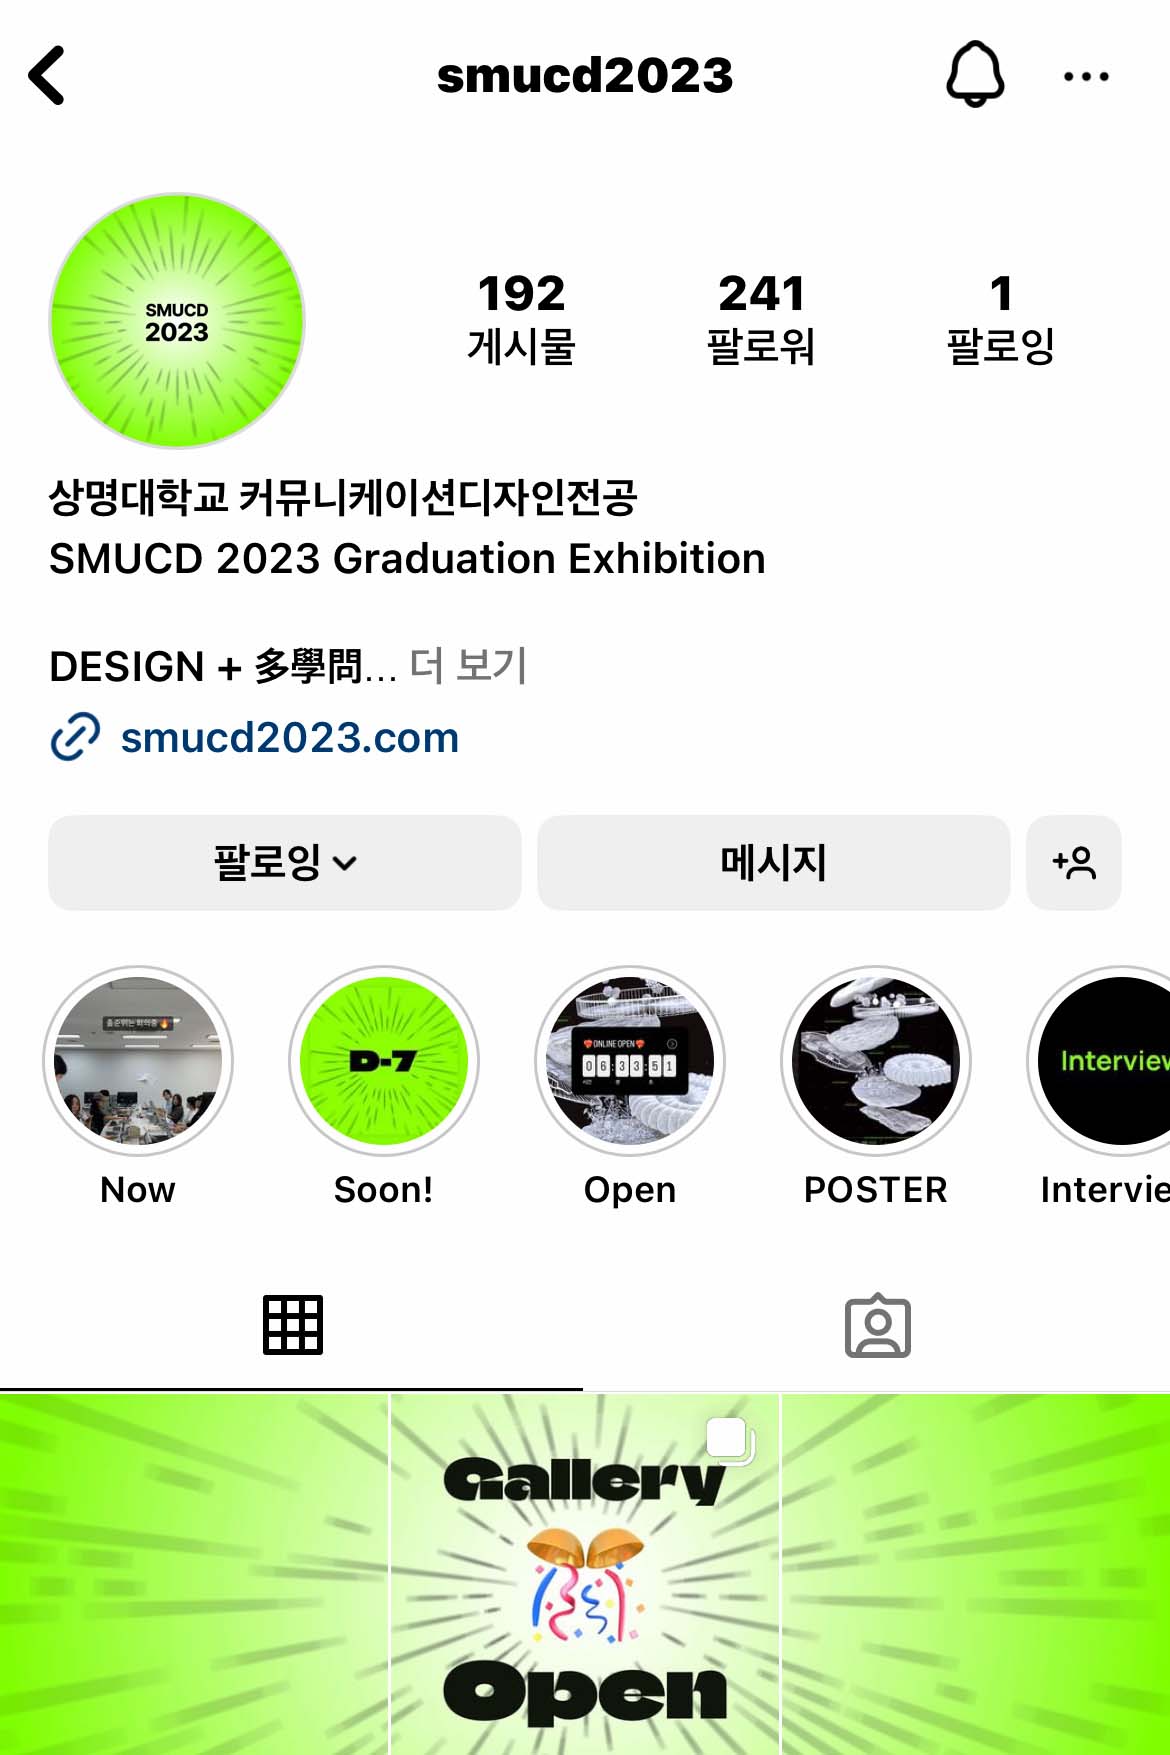 smucd2023
SMUCD
2023
192
게시물
241
팔로워
1
팔로잉
상명대학교 커뮤니케이션디자인전공
SMUCD 2023 Graduation Exhibition
DESIGN + 多學問... 더 보기
smucd2023.com
팔로잉
메시지
D-7
ONLINE OPEN
06:33:51
Interview
Now
Soon!
Open
POSTER
Intervie
Gallery
Open